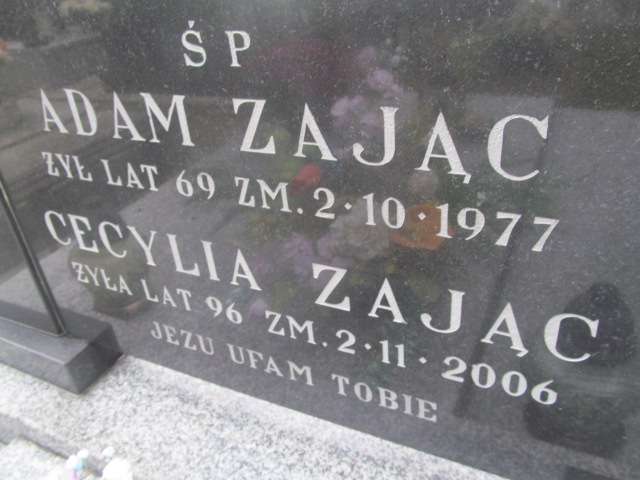 Ś P
ADAM ZAJĄC
ŻYŁ LAT 69 ZM. 2·10·1977
CECYLIA ZAJĄC
ŻYŁA LAT 96 ZM. 2·11·2006
JEZU UFAM TOBIE